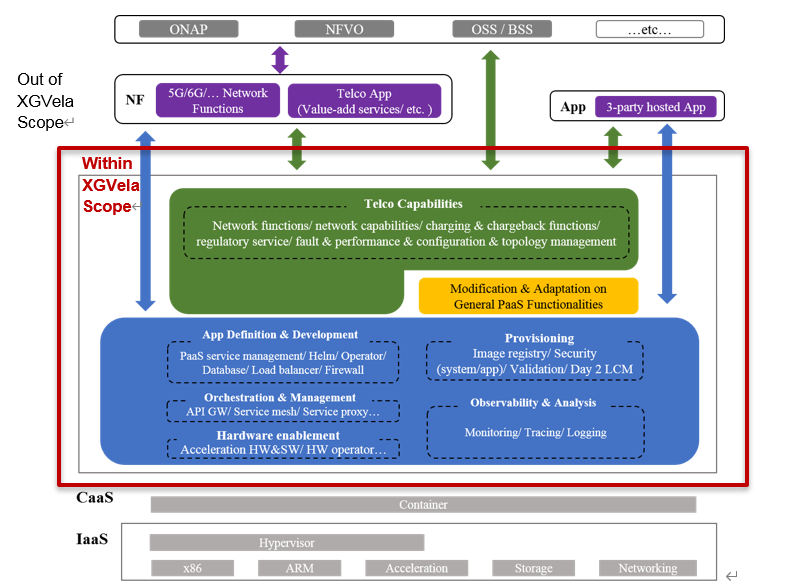 ONAP
NFVO
OSS / BSS
…etc…
Out of
XGVela
Scope↵
NF
5G/6G/… Network
Functions
Telco App
(Value-add services/ etc. )
App
3-party hosted App
Within
XGVela
Scope↵
Telco Capabilities
Network functions/ network capabilities/ charging & chargeback functions/
regulatory service/ fault & performance & configuration & topology management
Modification & Adaptation on
General PaaS Functionalities
App Definition & Development
PaaS service management/ Helm/ Operator/
Database/ Load balancer/ Firewall
Orchestration & Management
API GW/ Service mesh/ Service proxy…
Hardware enablement
Acceleration HW&SW/ HW operator…
Provisioning
Image registry/ Security
(system/app)/ Validation/ Day 2 LCM
Observability & Analysis
Monitoring/ Tracing/ Logging
CaaS
Container
IaaS
Hypervisor
x86
ARM
Acceleration
Storage
Networking
↵